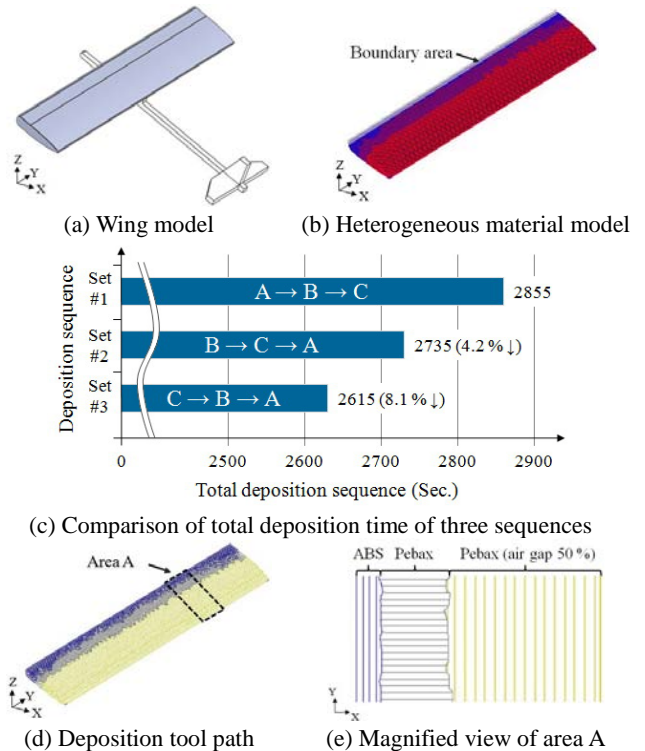 Z
Y
X
(a) Wing model
Boundary area
Z
Y
X
(b) Heterogeneous material model
Deposition sequence
Set #1
A → B → C
2855
Set #2
B → C → A
2735 (4.2 % ↓)
Set #3
C → B → A
2615 (8.1 % ↓)
0 2500 2600 2700 2800 2900
Total deposition sequence (Sec.)
(c) Comparison of total deposition time of three sequences
Area A
Z
Y
X
(d) Deposition tool path
ABS Pebax Pebax (air gap 50 %)
Y
X
(e) Magnified view of area A